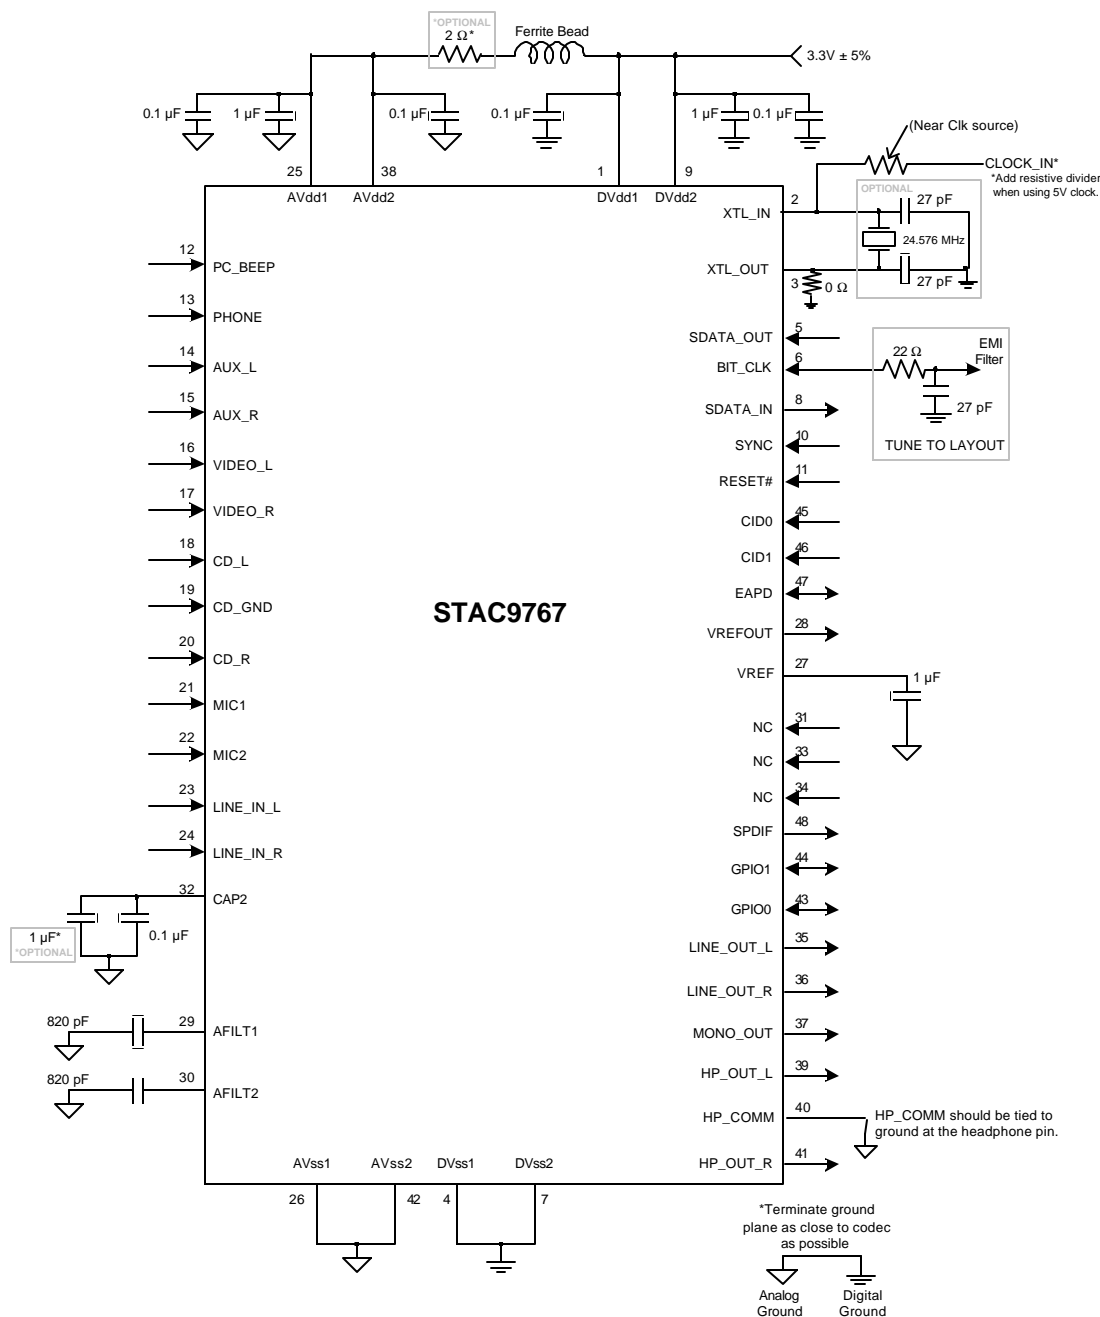 *OPTIONAL
2 Ω*
Ferrite Bead
3.3V ± 5%
0.1 µF
1 µF
0.1 µF
0.1 µF
1 µF
0.1 µF
(Near Clk source)
CLOCK_IN*
*Add resistive divider
when using 5V clock.
25
38
1
9
AVdd1
AVdd2
DVdd1
DVdd2
2
XTL_IN
OPTIONAL
27 pF
24.576 MHz
27 pF
XTL_OUT
3
0 Ω
12
PC_BEEP
13
PHONE
14
AUX_L
15
AUX_R
16
VIDEO_L
17
VIDEO_R
18
CD_L
19
CD_GND
20
CD_R
21
MIC1
22
MIC2
23
LINE_IN_L
24
LINE_IN_R
32
CAP2
1 µF*
*OPTIONAL
0.1 µF
820 pF
29
AFILT1
820 pF
30
AFILT2
STAC9767
SDATA_OUT
5
BIT_CLK
6
22 Ω
EMI
Filter
27 pF
TUNE TO LAYOUT
SDATA_IN
8
SYNC
10
RESET#
11
CID0
45
CID1
46
EAPD
47
VREFOUT
28
VREF
27
1 µF
NC
31
NC
33
NC
34
SPDIF
48
GPIO1
44
GPIO0
43
LINE_OUT_L
35
LINE_OUT_R
36
MONO_OUT
37
HP_OUT_L
39
HP_COMM
40
HP_COMM should be tied to
ground at the headphone pin.
HP_OUT_R
41
AVss1
AVss2
DVss1
DVss2
26
42
4
7
*Terminate ground
plane as close to codec
as possible
Analog
Ground
Digital
Ground